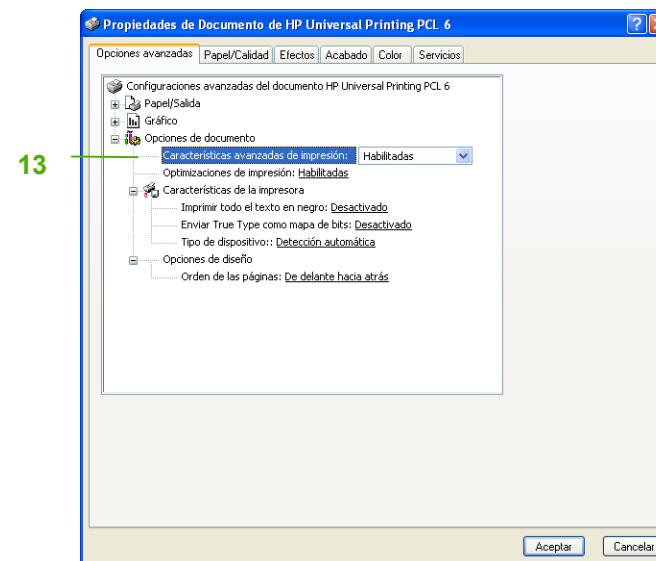 Propiedades de Documento de HP Universal Printing PCL 6
?
Opciones avanzadas Papel/Calidad Efectos Acabado Color Servicios
Configuraciones avanzadas del documento HP Universal Printing PCL 6
Papel/Salida
Gráfico
Opciones de documento
13 Características avanzadas de impresión: Habilitadas
Optimizaciones de impresión: Habilitadas
Características de la impresora
Imprimir todo el texto en negro: Desactivado
Enviar True Type como mapa de bits: Desactivado
Tipo de dispositivo:: Detección automática
Opciones de diseño
Orden de las páginas: De delante hacia atrás
Aceptar Cancelar